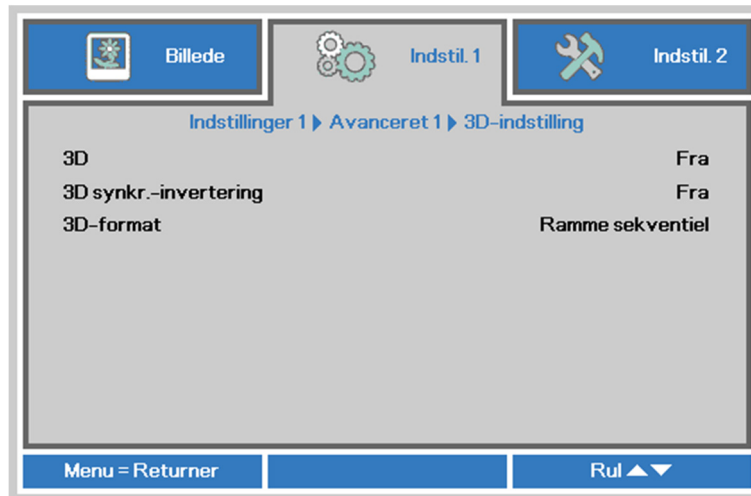 Billede
Indstil. 1
Indstil. 2
Indstillinger 1 ▶ Avanceret 1 ▶ 3D-indstilling
3D Fra
3D synkr.-invertering Fra
3D-format Ramme sekventiel
Menu = Returner
Rul ▲▼